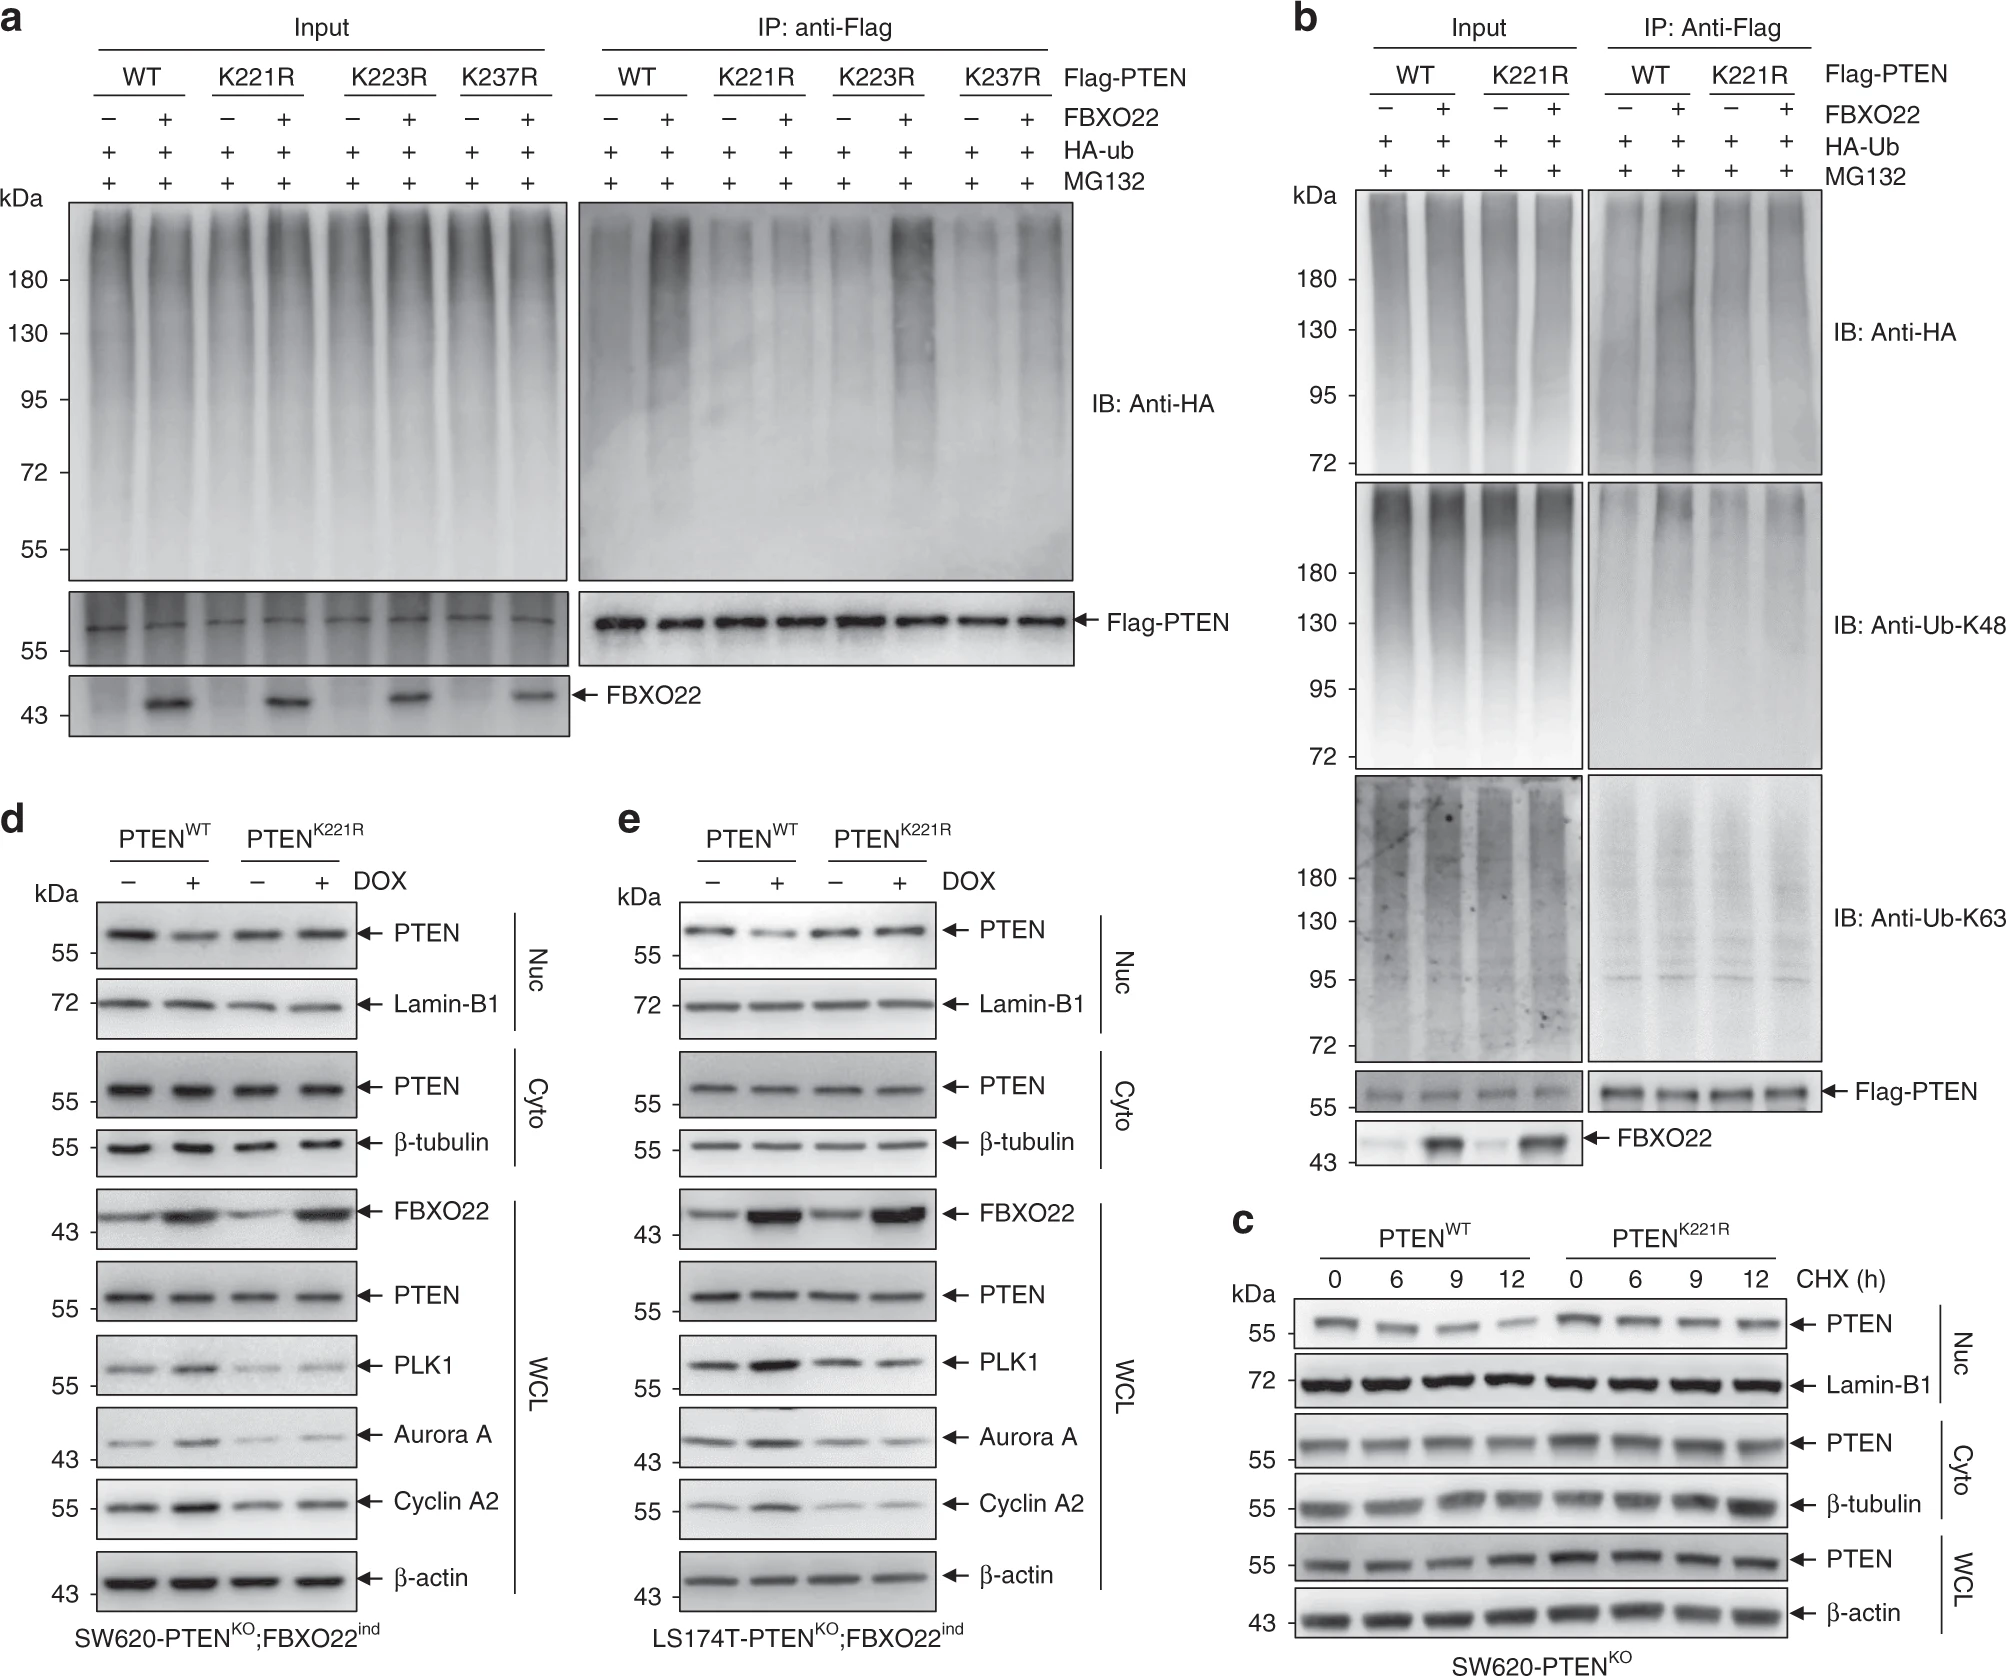 a
Input
IP: anti-Flag
WT K221R K223R K237R WT K221R K223R K237R Flag-PTEN
− + − + − + − + − + − + − + − + FBXO22
+ + + + + + + + + + + + + + + + HA-ub
+ + + + + + + + + + + + + + + + MG132
kDa
180
130
95
72
55
IB: Anti-HA
55
Flag-PTEN
43
FBXO22
b
Input
IP: Anti-Flag
WT K221R WT K221R Flag-PTEN
− + − + − + − + FBXO22
+ + + + + + + + HA-Ub
+ + + + + + + + MG132
kDa
180
130
95
72
IB: Anti-HA
180
130
95
72
IB: Anti-Ub-K48
180
130
95
72
IB: Anti-Ub-K63
55
Flag-PTEN
43
FBXO22
c
PTENWT PTENK221R
0 6 9 12 0 6 9 12 CHX (h)
kDa
55 PTEN
72 Lamin-B1
Nuc
55 PTEN
55 β-tubulin
Cyto
55 PTEN
43 β-actin
WCL
SW620-PTENKO
d
PTENWT PTENK221R
− + − + DOX
kDa
55 PTEN
72 Lamin-B1
Nuc
55 PTEN
55 β-tubulin
Cyto
43 FBXO22
55 PTEN
55 PLK1
43 Aurora A
55 Cyclin A2
43 β-actin
WCL
SW620-PTENKO;FBXO22ind
e
PTENWT PTENK221R
− + − + DOX
kDa
55 PTEN
72 Lamin-B1
Nuc
55 PTEN
55 β-tubulin
Cyto
43 FBXO22
55 PTEN
55 PLK1
43 Aurora A
55 Cyclin A2
43 β-actin
WCL
LS174T-PTENKO;FBXO22ind